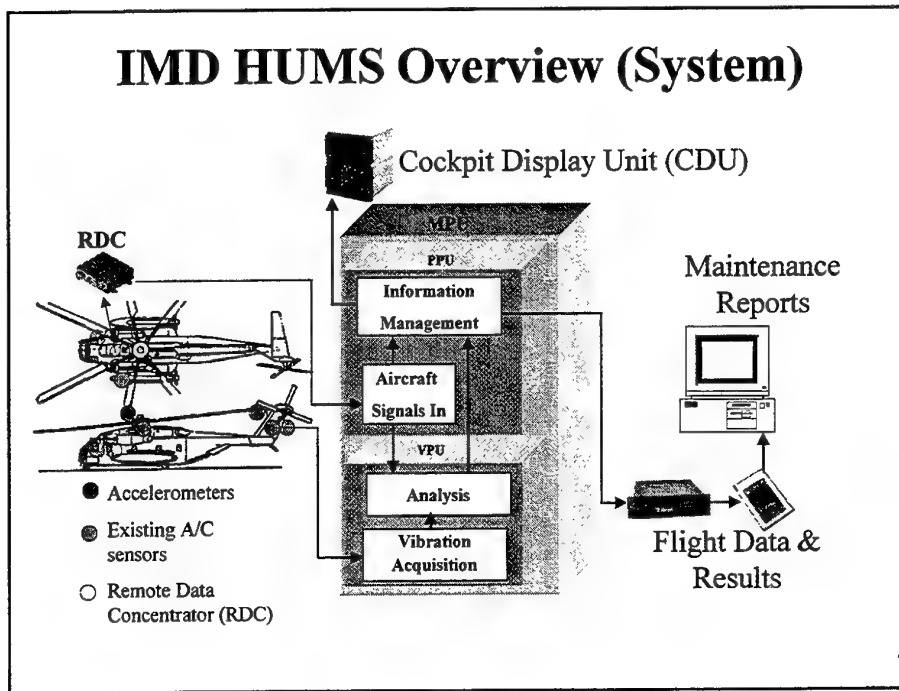 IMD HUMS Overview (System)
Cockpit Display Unit (CDU)
MPU
RDC
PPU
Information
Management
Maintenance
Reports
Aircraft
Signals In
VPU
Analysis
Vibration
Acquisition
Accelerometers
Existing A/C
sensors
Remote Data
Concentrator (RDC)
Flight Data &
Results